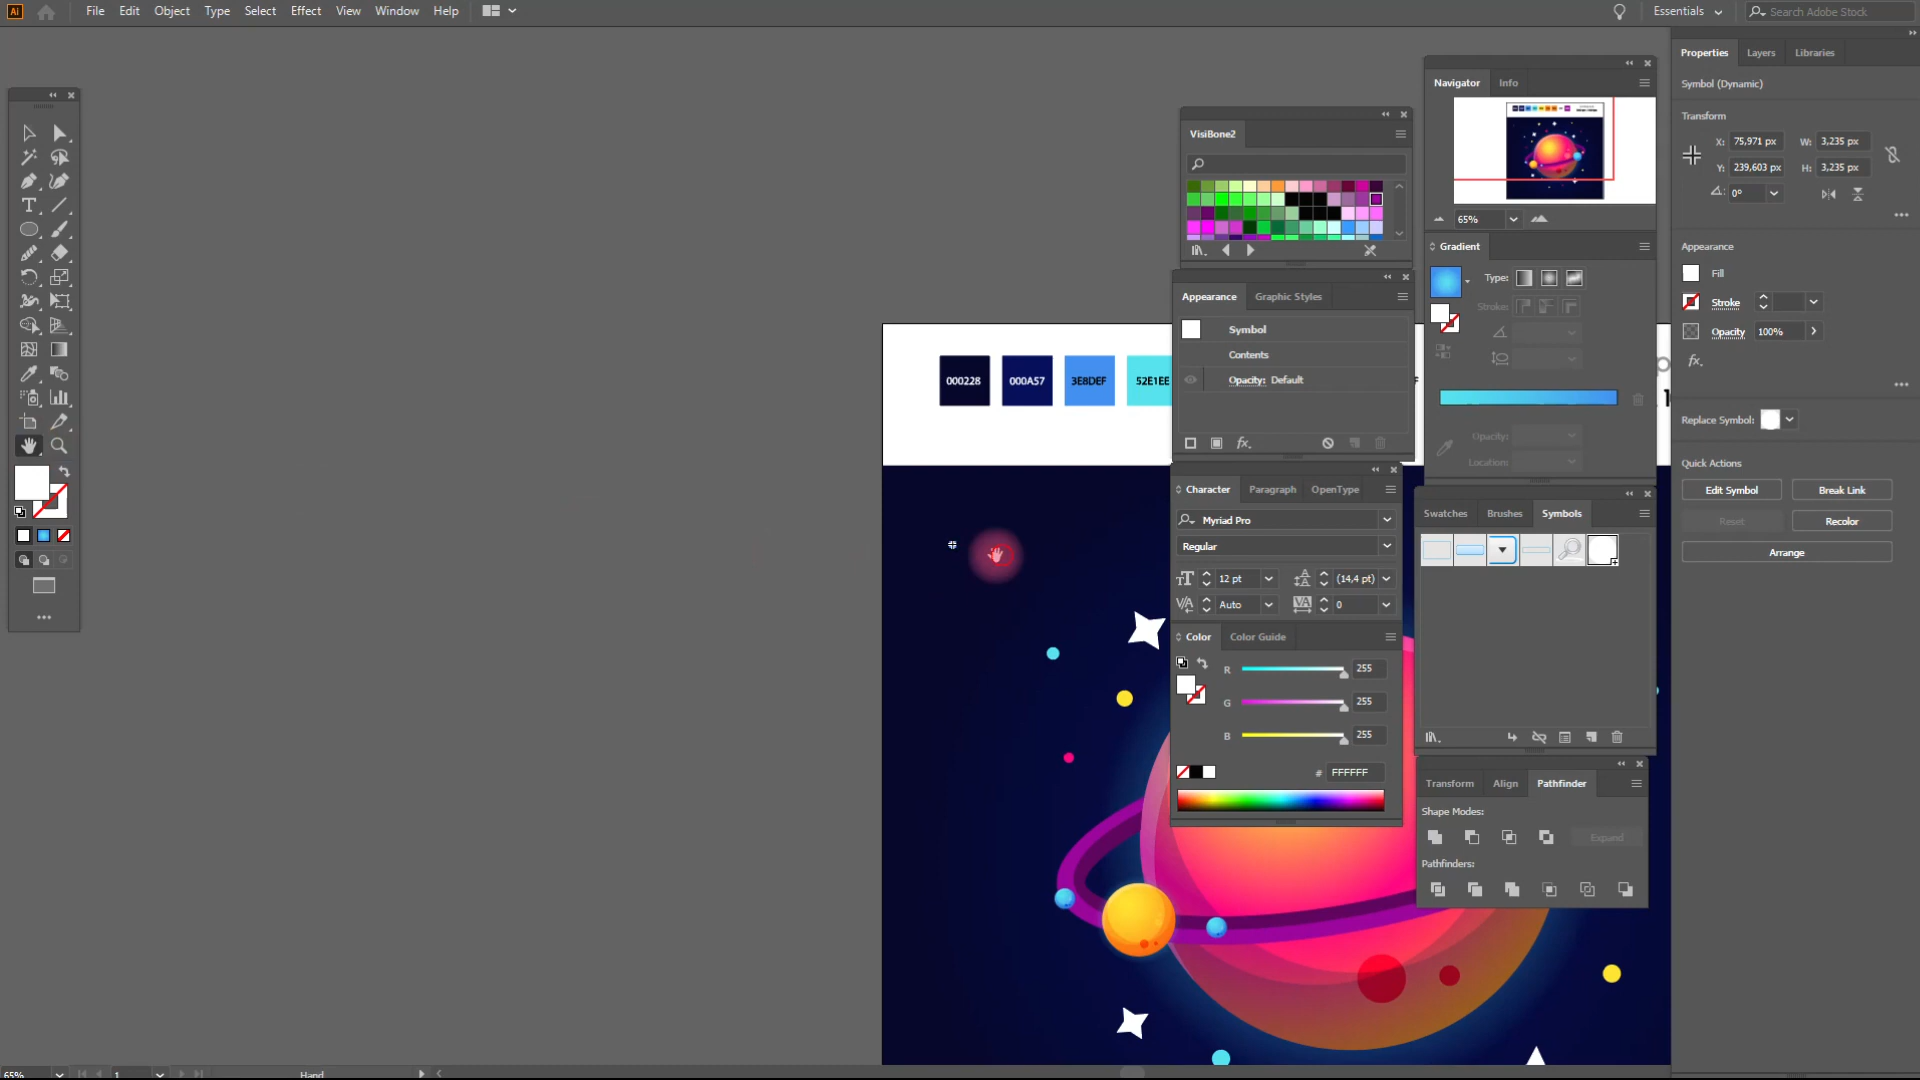 Ai File Edit Object Type Select Effect View Window Help Essentials Search Adobe Stock
Properties Layers Libraries
Symbol (Dynamic)
Transform
X: 75,971 px W: 3,235 px
Y: 239,603 px H: 3,235 px
0°
Appearance
Fill
Stroke
Opacity 100%
fx.
Replace Symbol:
Quick Actions
Edit Symbol Break Link
Reset Recolor
Arrange
Navigator Info
65%
Gradient
Type:
Stroke:
Opacity:
Location:
Swatches Brushes Symbols
Transform Align Pathfinder
Shape Modes:
Expand
Pathfinders:
VisiBone2
Appearance Graphic Styles
Symbol
Contents
Opacity: Default
fx.
Character Paragraph OpenType
Myriad Pro
Regular
12 pt (14,4 pt)
Auto 0
Color Color Guide
R 255
G 255
B 255
# FFFFFF
000228 000A57 3E8DEF 52E1EE
65% 1 Hand